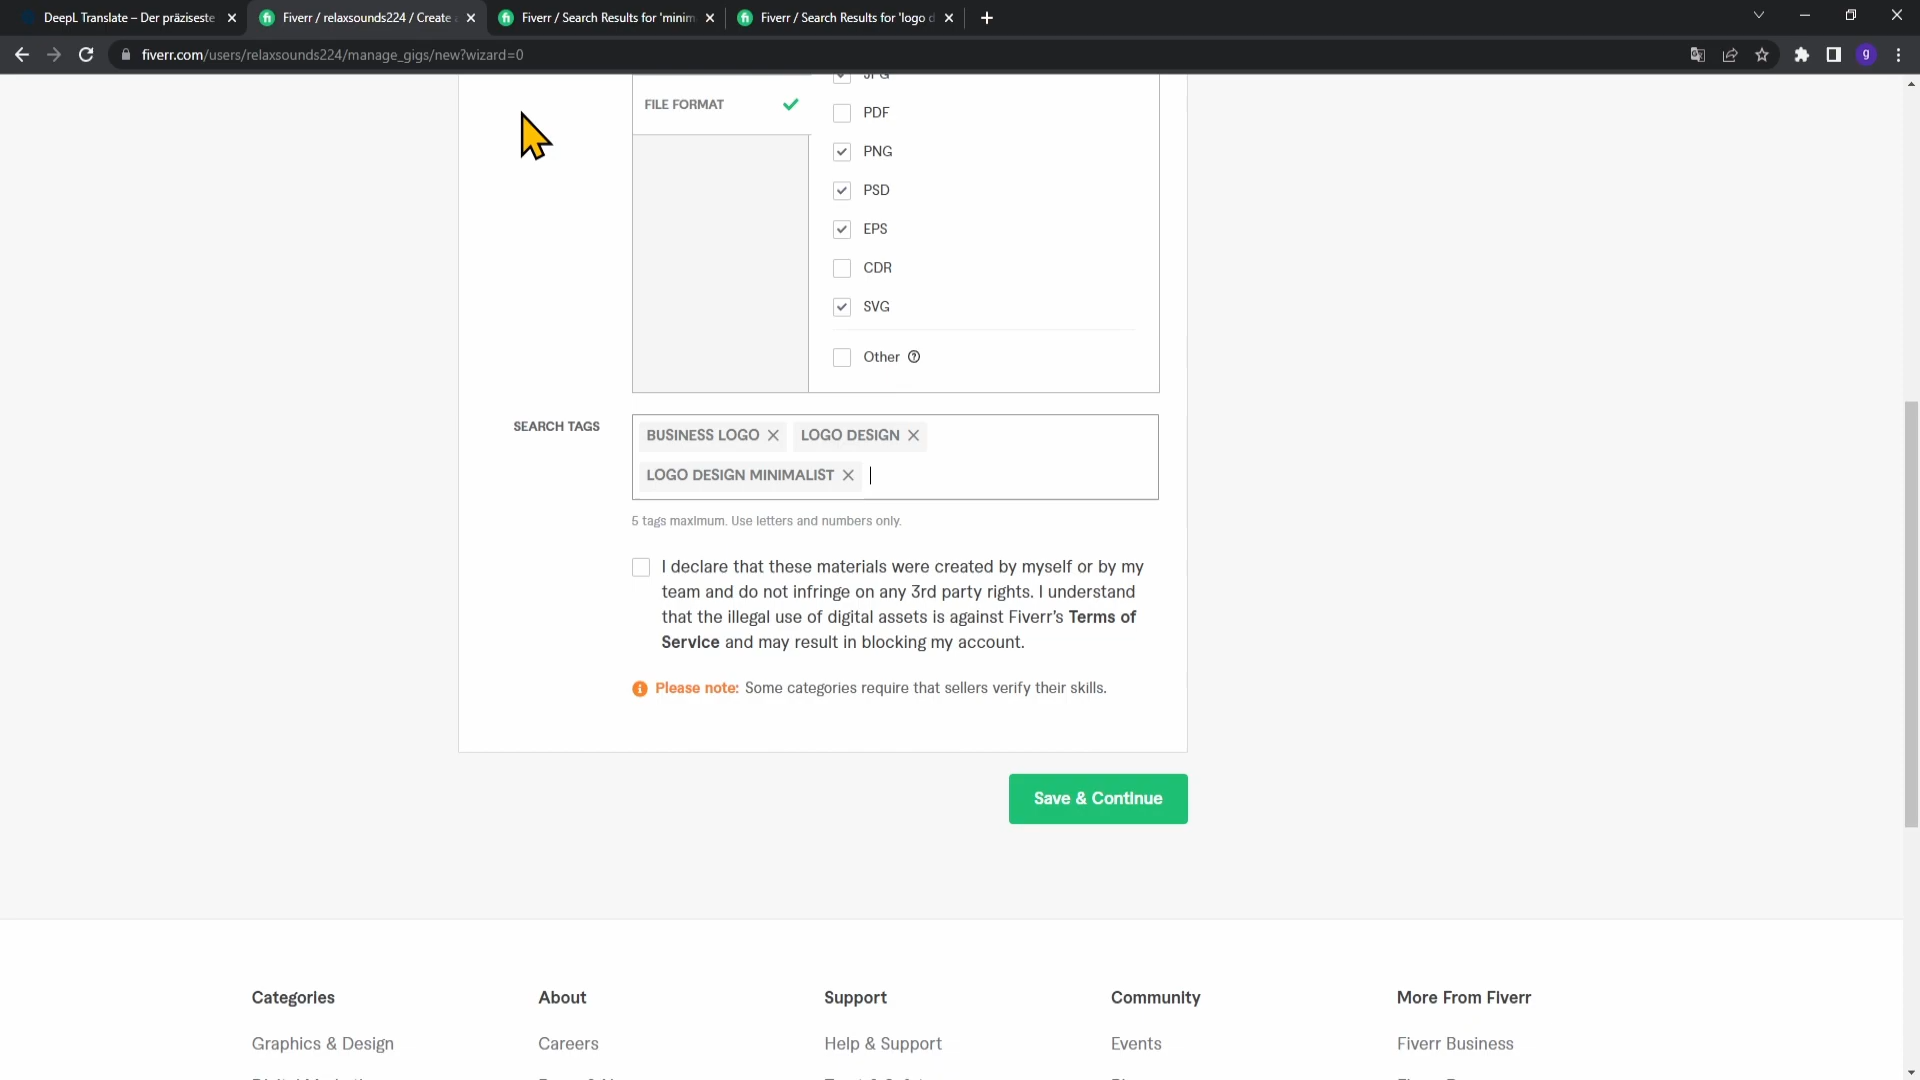 DeepL Translate – Der präziseste
Fiverr / relaxsounds224 / Create
Fiverr / Search Results for 'minim
Fiverr / Search Results for 'logo d
fiverr.com/users/relaxsounds224/manage_gigs/new?wizard=0
g
JPG
FILE FORMAT
PDF
PNG
PSD
EPS
CDR
SVG
Other
SEARCH TAGS
BUSINESS LOGO
LOGO DESIGN
LOGO DESIGN MINIMALIST
5 tags maximum. Use letters and numbers only.
I declare that these materials were created by myself or by my
team and do not infringe on any 3rd party rights. I understand
that the illegal use of digital assets is against Fiverr's Terms of
Service and may result in blocking my account.
Please note: Some categories require that sellers verify their skills.
Save & Continue
Categories
About
Support
Community
More From Fiverr
Graphics & Design
Careers
Help & Support
Events
Fiverr Business